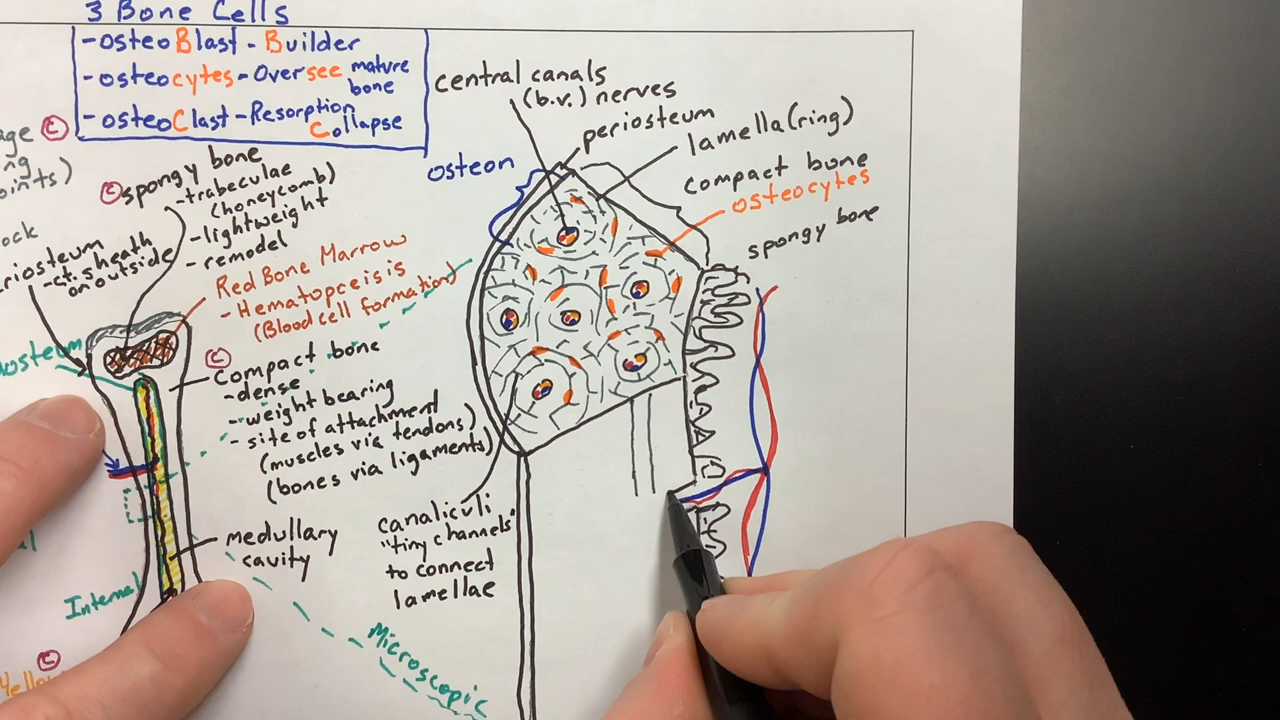 3 Bone Cells
-osteoBlast - Builder
-osteocytes-Oversee mature
bone
-osteoClast-Resorption
Collapse
central canals
(b.v.) nerves
periosteum
lamella(ring)
compact bone
osteocytes
spongy bone
osteon
©spongy bone
-trabeculae
(honeycomb)
-lightweight
-remodel
Red Bone Marrow
-Hematopoeisis
(Blood cell formation)
-c.t. sheath
on outside
© Compact bone
-dense
-weight bearing
-site of attachment
(muscles via tendons)
(bones via ligaments)
medullary
cavity
canaliculi
"tiny channels"
to connect
lamellae
Internal
Microscopic
©